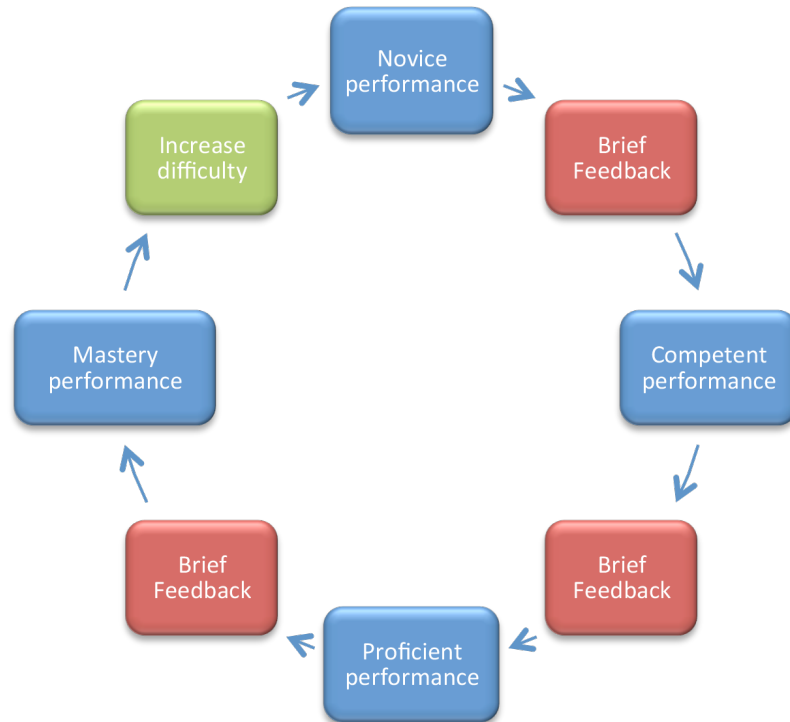 Novice
performance
Brief
Feedback
Competent
performance
Brief
Feedback
Proficient
performance
Brief
Feedback
Mastery
performance
Increase
difficulty